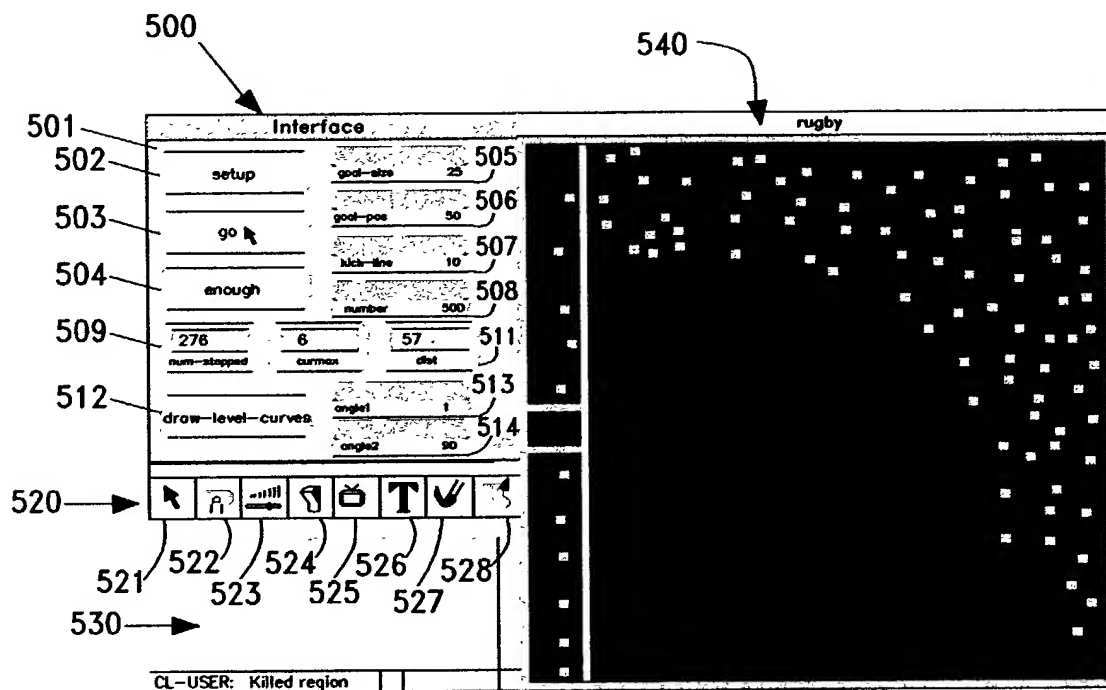 500
540
501
Interface
rugby
502
setup
goal-size 25
505
503
goal-pos 50
506
go
507
504
kick-line 10
enough
508
number 500
509
276 6 57
511
num-stopped curmax dist
513
512
draw-level-curves
angle1 1
514
angle2 90
520
T
521
522
523
524
525
526
527
528
530
CL-USER: Killed region